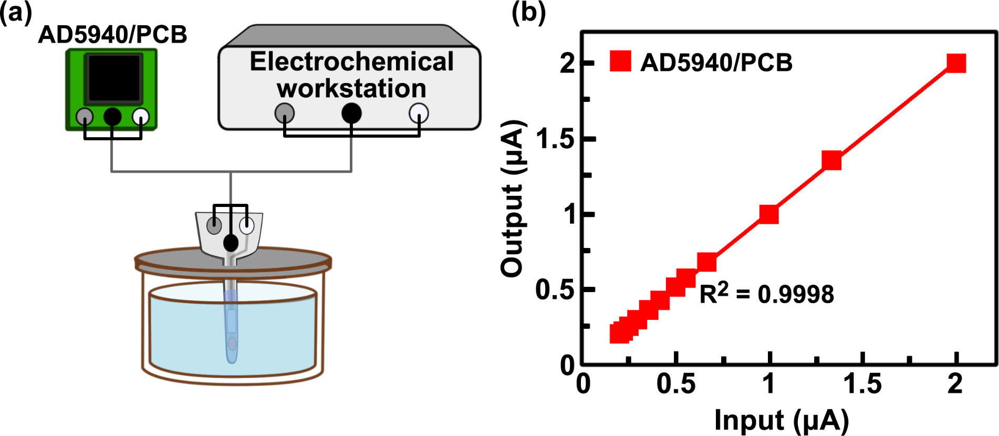 (a)
AD5940/PCB
Electrochemical
workstation
(b)
AD5940/PCB
2
1.5
1
0.5
0
Output (μA)
R² = 0.9998
0 0.5 1 1.5 2
Input (μA)